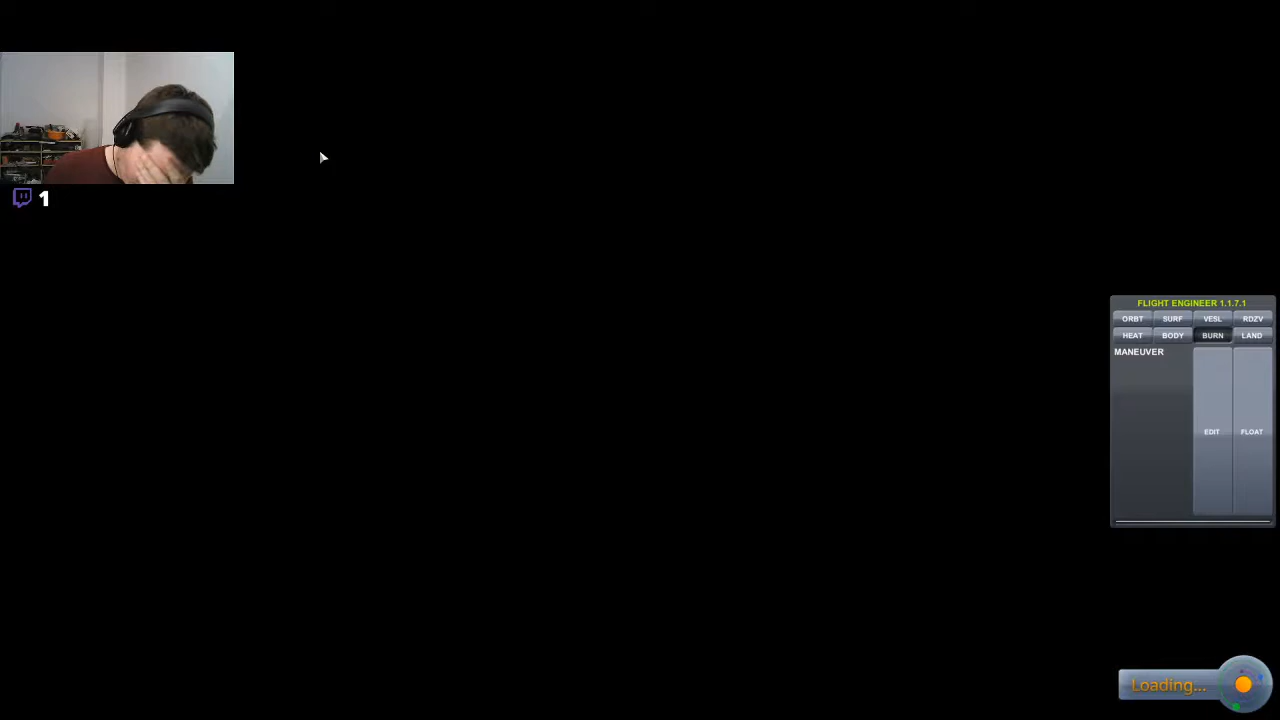 1
FLIGHT ENGINEER 1.1.7.1
ORBT SURF VESL RDZV
HEAT BODY BURN LAND
MANEUVER
EDIT FLOAT
Loading...